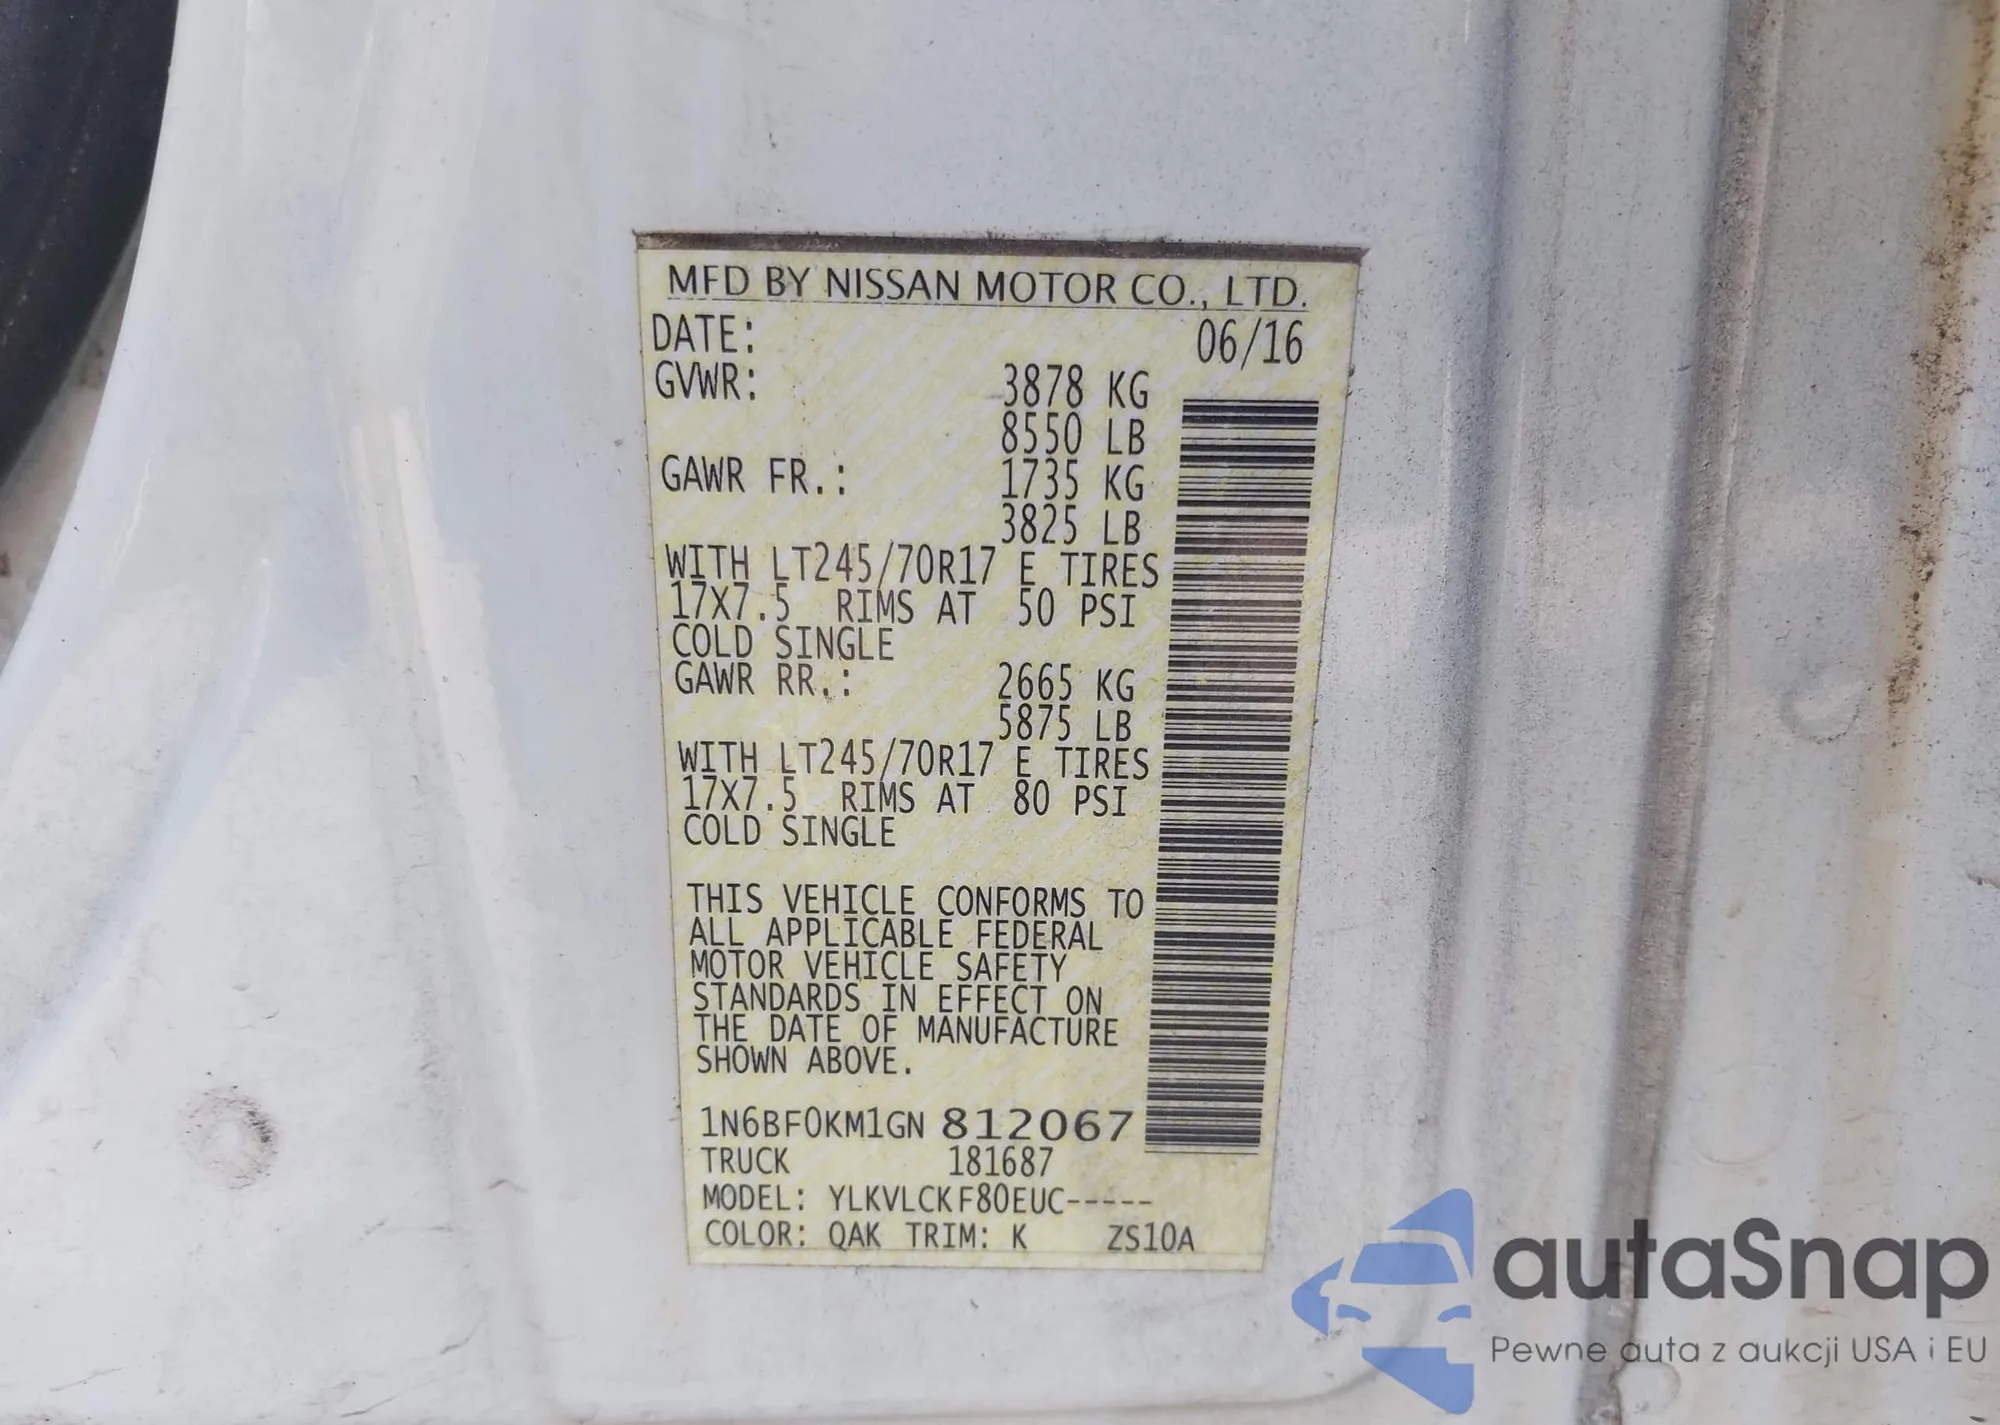 MFD BY NISSAN MOTOR CO., LTD.
DATE: 06/16
GVWR: 3878 KG
8550 LB
GAWR FR.: 1735 KG
3825 LB
WITH LT245/70R17 E TIRES
17X7.5 RIMS AT 50 PSI
COLD SINGLE
GAWR RR.: 2665 KG
5875 LB
WITH LT245/70R17 E TIRES
17X7.5 RIMS AT 80 PSI
COLD SINGLE
THIS VEHICLE CONFORMS TO
ALL APPLICABLE FEDERAL
MOTOR VEHICLE SAFETY
STANDARDS IN EFFECT ON
THE DATE OF MANUFACTURE
SHOWN ABOVE.
1N6BF0KM1GN 812067
TRUCK 181687
MODEL: YLKVLCKF80EUC-----
COLOR: QAK TRIM: K ZS10A
autaSnap
Pewne auta z aukcji USA i EU